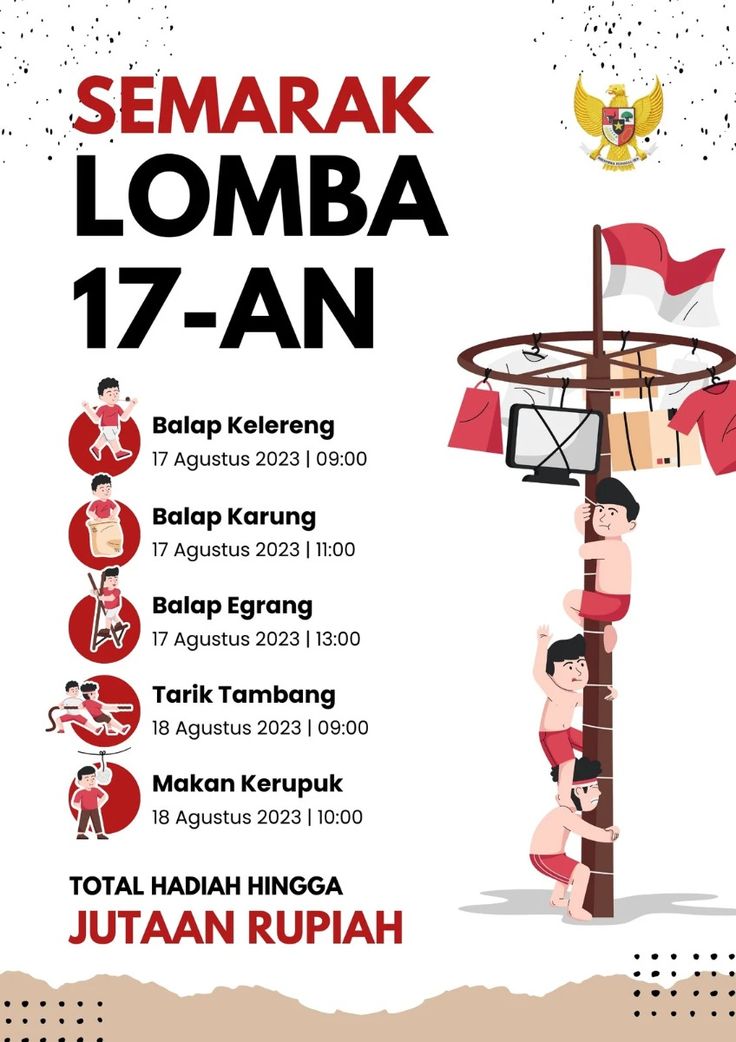 SEMARAK
LOMBA
17-AN
Balap Kelereng
17 Agustus 2023 | 09:00
Balap Karung
17 Agustus 2023 | 11:00
Balap Egrang
17 Agustus 2023 | 13:00
Tarik Tambang
18 Agustus 2023 | 09:00
Makan Kerupuk
18 Agustus 2023 | 10:00
TOTAL HADIAH HINGGA
JUTAAN RUPIAH